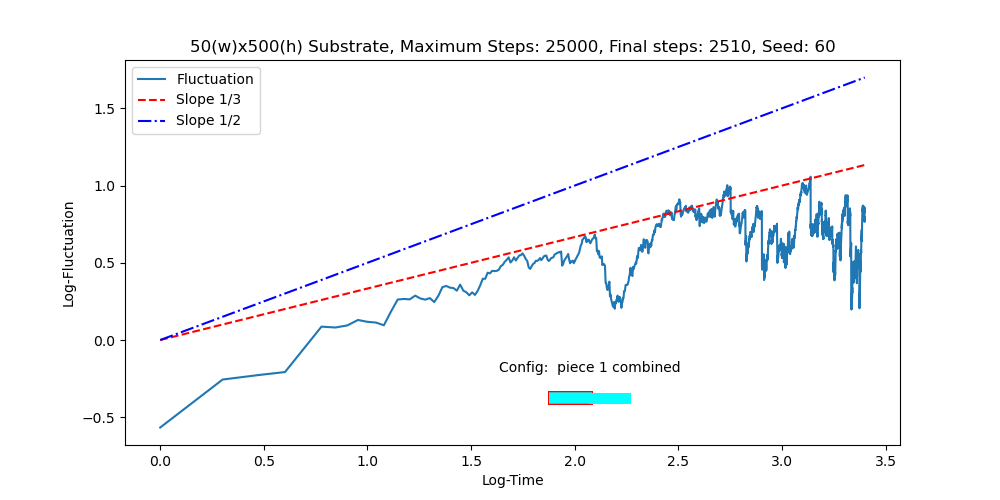 50(w)x500(h) Substrate, Maximum Steps: 25000, Final steps: 2510, Seed: 60
Fluctuation
Slope 1/3
Slope 1/2
1.5
1.0
0.5
0.0
−0.5
Log-Fluctuation
Config:  piece 1 combined
0.0 0.5 1.0 1.5 2.0 2.5 3.0 3.5
Log-Time